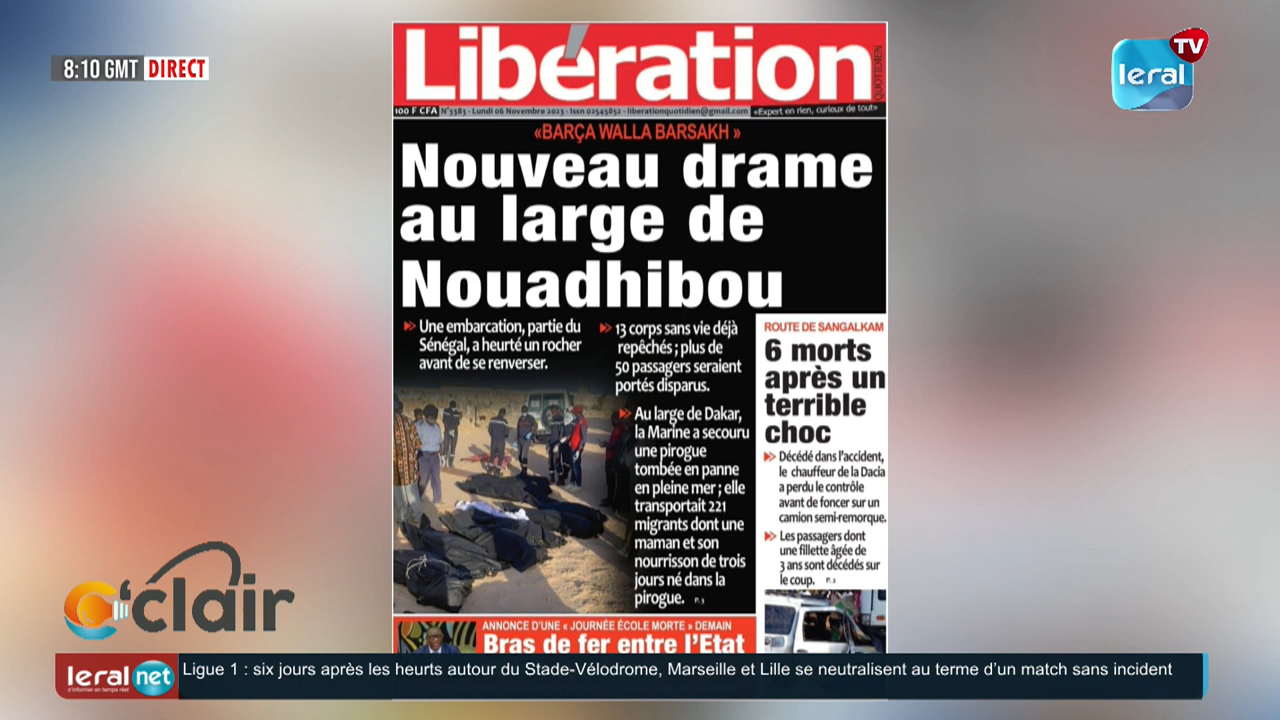 8:10 GMT DIRECT
leral TV
Libération
QUOTIDIEN
100 F CFA N°3383 - Lundi 06 Novembre 2023 - Issn 02545852 - liberationquotidien@gmail.com «Expert en rien, curieux de tout»
«BARÇA WALLA BARSAKH »
Nouveau drame
au large de
Nouadhibou
Une embarcation, partie du
Sénégal, a heurté un rocher
avant de se renverser.
13 corps sans vie déjà
repêchés ; plus de
50 passagers seraient
portés disparus.
Au large de Dakar,
la Marine a secouru
une pirogue
tombée en panne
en pleine mer ; elle
transportait 221
migrants dont une
maman et son
nourrisson de trois
jours né dans la
pirogue. P. 3
ROUTE DE SANGALKAM
6 morts
après un
terrible
choc
Décédé dans l'accident,
le chauffeur de la Dacia
a perdu le contrôle
avant de foncer sur un
camion semi-remorque.
Les passagers dont
une fillette âgée de
3 ans sont décédés sur
le coup. P. 2
ANNONCE D'UNE « JOURNÉE ÉCOLE MORTE » DEMAIN
Bras de fer entre l'Etat
O'clair
leral net
s'informer en temps réel
Ligue 1 : six jours après les heurts autour du Stade-Vélodrome, Marseille et Lille se neutralisent au terme d'un match sans incident